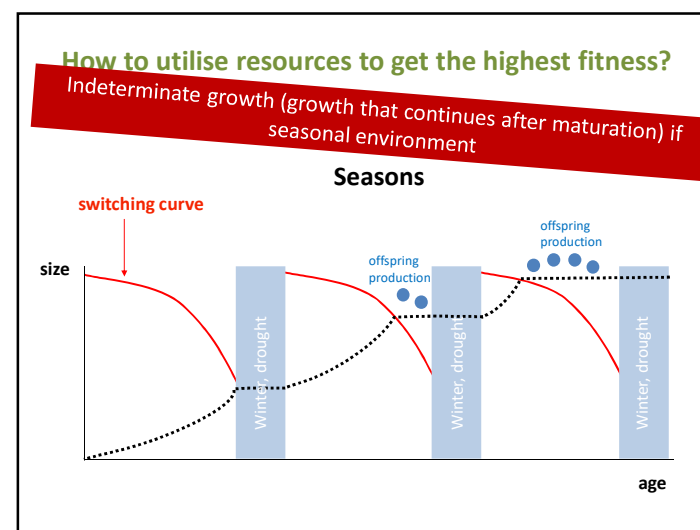 How to utilise resources to get the highest fitness?
Indeterminate growth (growth that continues after maturation) if
seasonal environment
Seasons
switching curve
offspring
production
offspring
production
size
Winter, drought
Winter, drought
Winter, drought
age